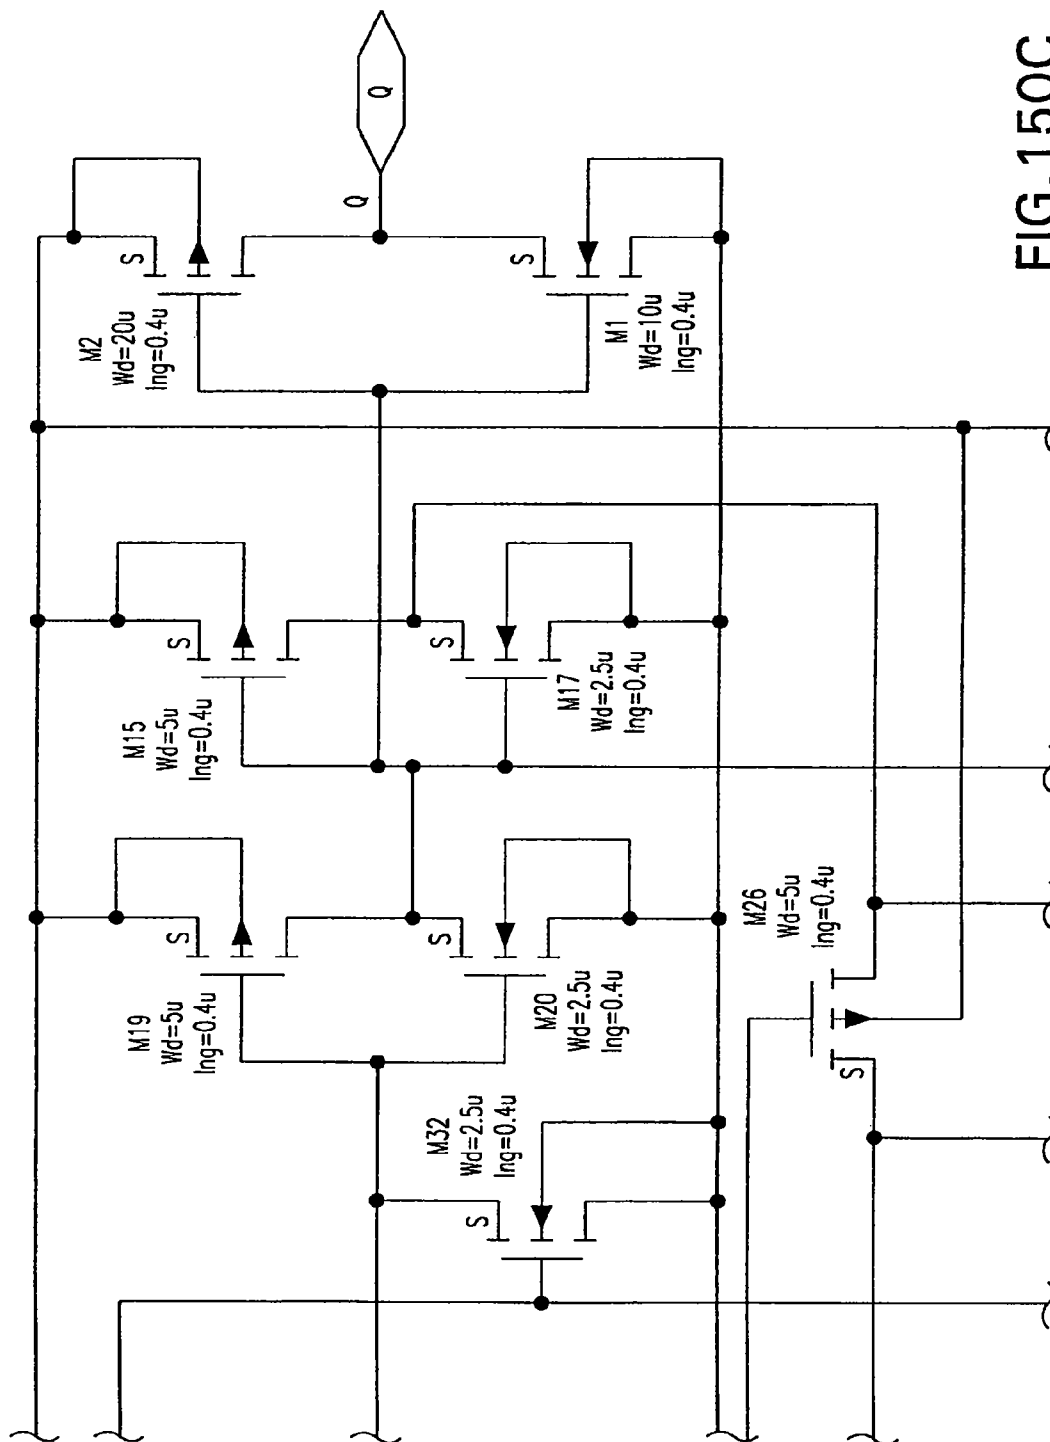 FIG.150C
Q
Q
S
M2
Wd=20u
lng=0.4u
S
M1
Wd=10u
lng=0.4u
S
M15
Wd=5u
lng=0.4u
S
M17
Wd=2.5u
lng=0.4u
S
M19
Wd=5u
lng=0.4u
S
M20
Wd=2.5u
lng=0.4u
M26
Wd=5u
lng=0.4u
S
M32
Wd=2.5u
lng=0.4u
S